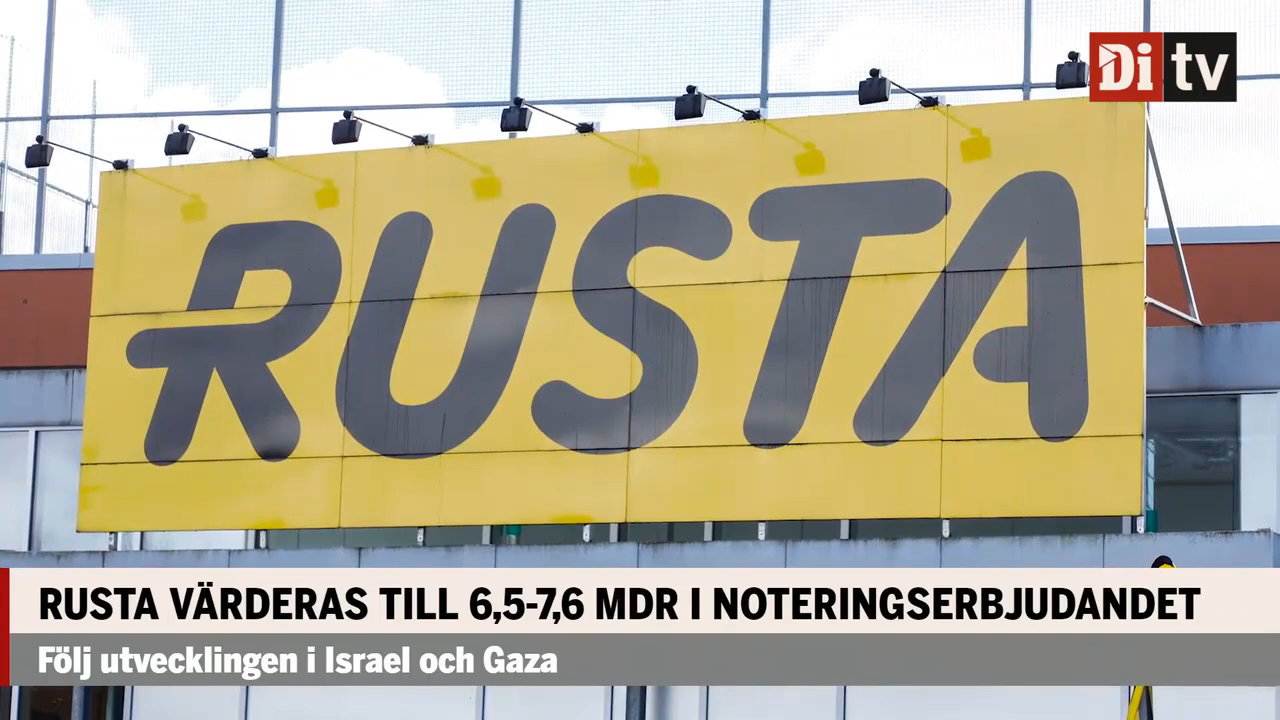 Di tv
RUSTA
RUSTA VÄRDERAS TILL 6,5-7,6 MDR I NOTERINGSERBJUDANDET
Följ utvecklingen i Israel och Gaza